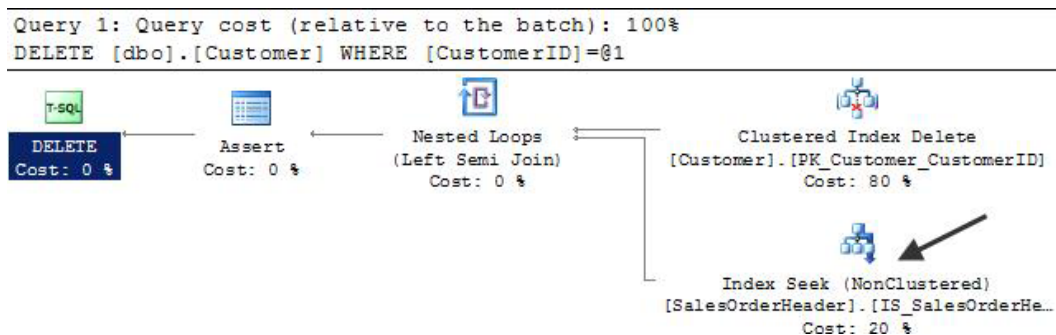 Query 1: Query cost (relative to the batch): 100%
DELETE [dbo].[Customer] WHERE [CustomerID]=@1
T-SQL
DELETE
Cost: 0 %
Assert
Cost: 0 %
Nested Loops
(Left Semi Join)
Cost: 0 %
Clustered Index Delete
[Customer].[PK_Customer_CustomerID]
Cost: 80 %
Index Seek (NonClustered)
[SalesOrderHeader].[IS_SalesOrderHe…
Cost: 20 %